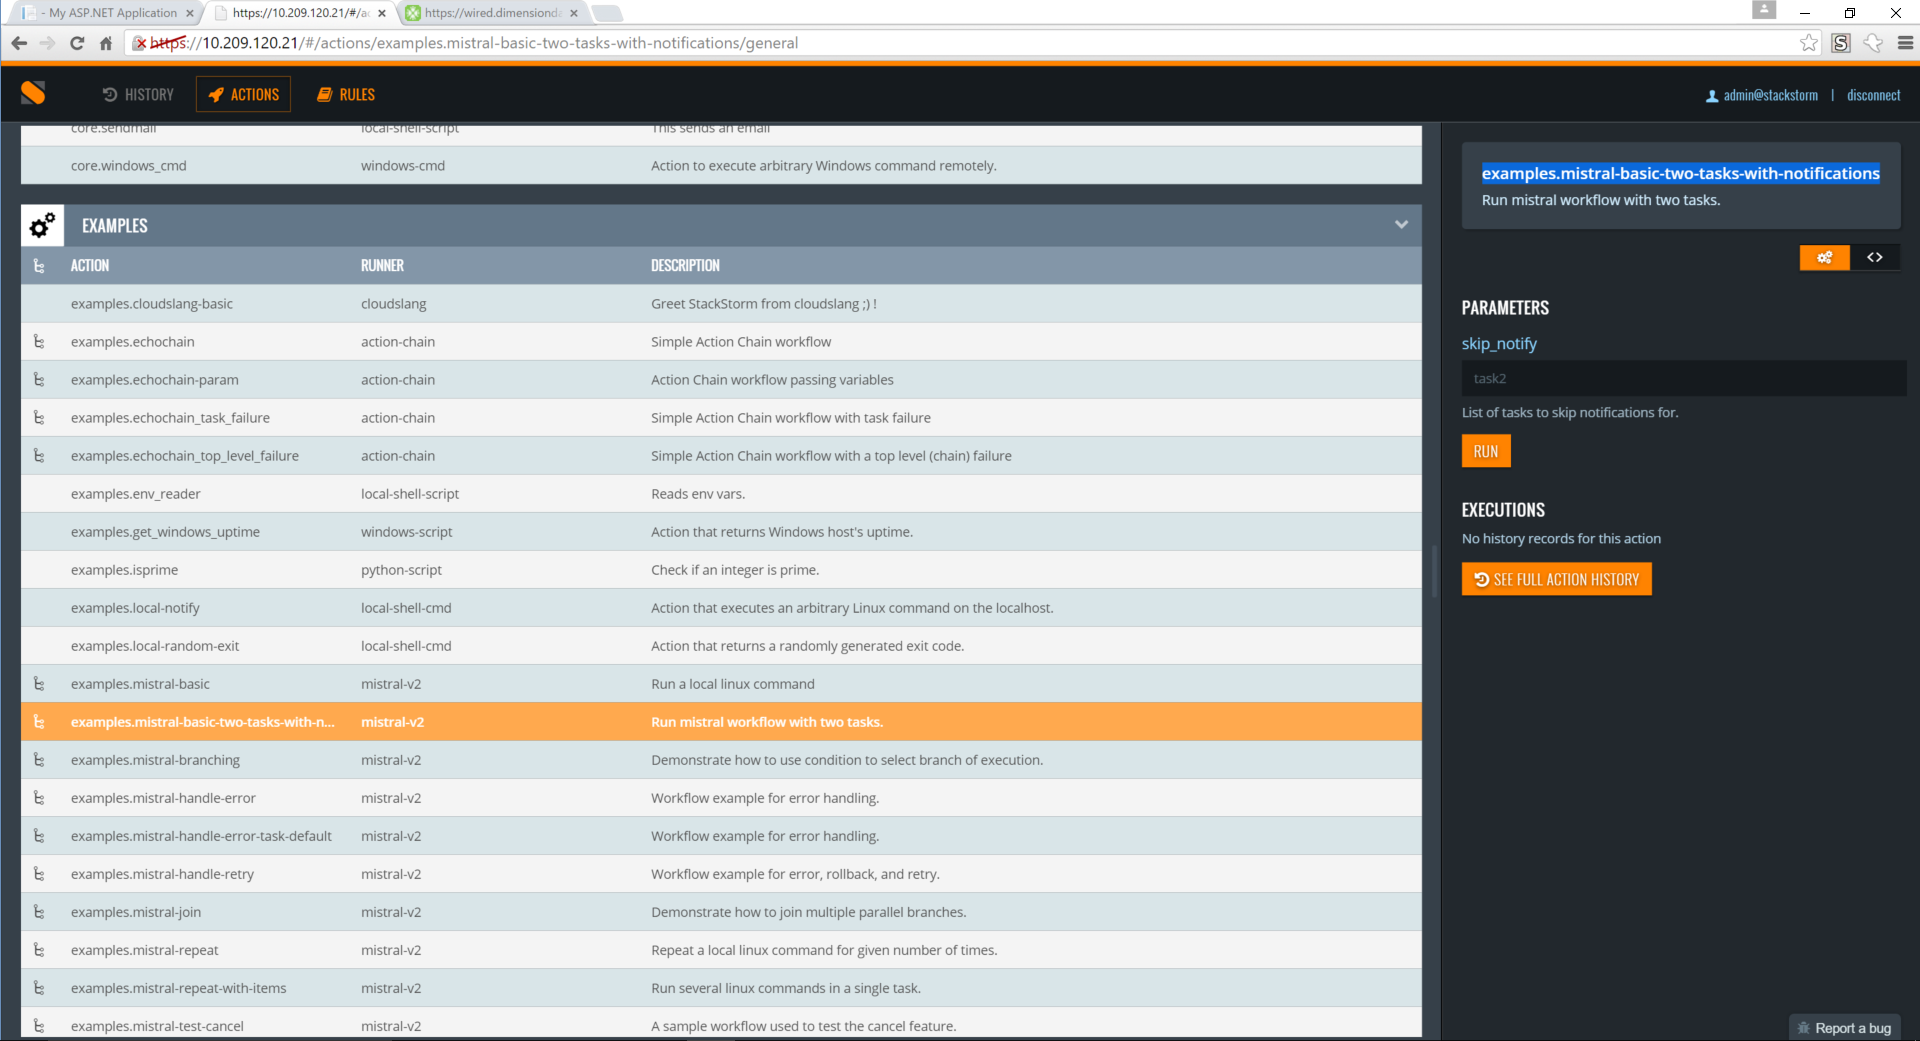 - My ASP.NET Application
https://10.209.120.21/#/ac
https://wired.dimensionda
https://10.209.120.21/#/actions/examples.mistral-basic-two-tasks-with-notifications/general
HISTORY
ACTIONS
RULES
admin@stackstorm | disconnect
core.sendmail local-shell-script This sends an email
core.windows_cmd windows-cmd Action to execute arbitrary Windows command remotely.
EXAMPLES
ACTION RUNNER DESCRIPTION
examples.cloudslang-basic cloudslang Greet StackStorm from cloudslang ;) !
examples.echochain action-chain Simple Action Chain workflow
examples.echochain-param action-chain Action Chain workflow passing variables
examples.echochain_task_failure action-chain Simple Action Chain workflow with task failure
examples.echochain_top_level_failure action-chain Simple Action Chain workflow with a top level (chain) failure
examples.env_reader local-shell-script Reads env vars.
examples.get_windows_uptime windows-script Action that returns Windows host's uptime.
examples.isprime python-script Check if an integer is prime.
examples.local-notify local-shell-cmd Action that executes an arbitrary Linux command on the localhost.
examples.local-random-exit local-shell-cmd Action that returns a randomly generated exit code.
examples.mistral-basic mistral-v2 Run a local linux command
examples.mistral-basic-two-tasks-with-n... mistral-v2 Run mistral workflow with two tasks.
examples.mistral-branching mistral-v2 Demonstrate how to use condition to select branch of execution.
examples.mistral-handle-error mistral-v2 Workflow example for error handling.
examples.mistral-handle-error-task-default mistral-v2 Workflow example for error handling.
examples.mistral-handle-retry mistral-v2 Workflow example for error, rollback, and retry.
examples.mistral-join mistral-v2 Demonstrate how to join multiple parallel branches.
examples.mistral-repeat mistral-v2 Repeat a local linux command for given number of times.
examples.mistral-repeat-with-items mistral-v2 Run several linux commands in a single task.
examples.mistral-test-cancel mistral-v2 A sample workflow used to test the cancel feature.
examples.mistral-basic-two-tasks-with-notifications
Run mistral workflow with two tasks.
<>
PARAMETERS
skip_notify
task2
List of tasks to skip notifications for.
RUN
EXECUTIONS
No history records for this action
SEE FULL ACTION HISTORY
Report a bug